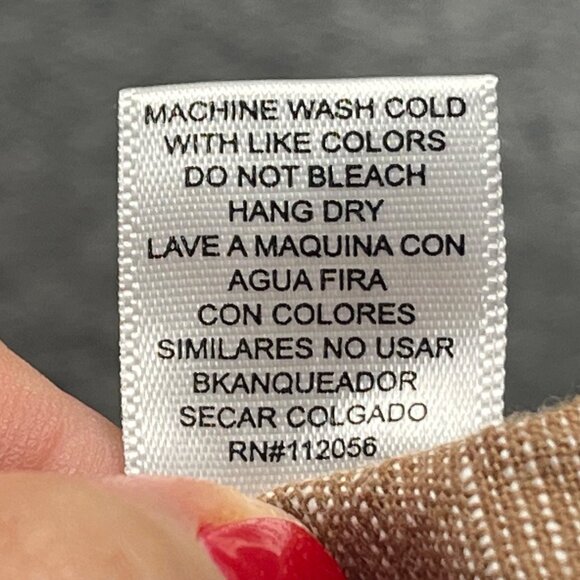 MACHINE WASH COLD
WITH LIKE COLORS
DO NOT BLEACH
HANG DRY
LAVE A MAQUINA CON
AGUA FIRA
CON COLORES
SIMILARES NO USAR
BKANQUEADOR
SECAR COLGADO
RN#112056